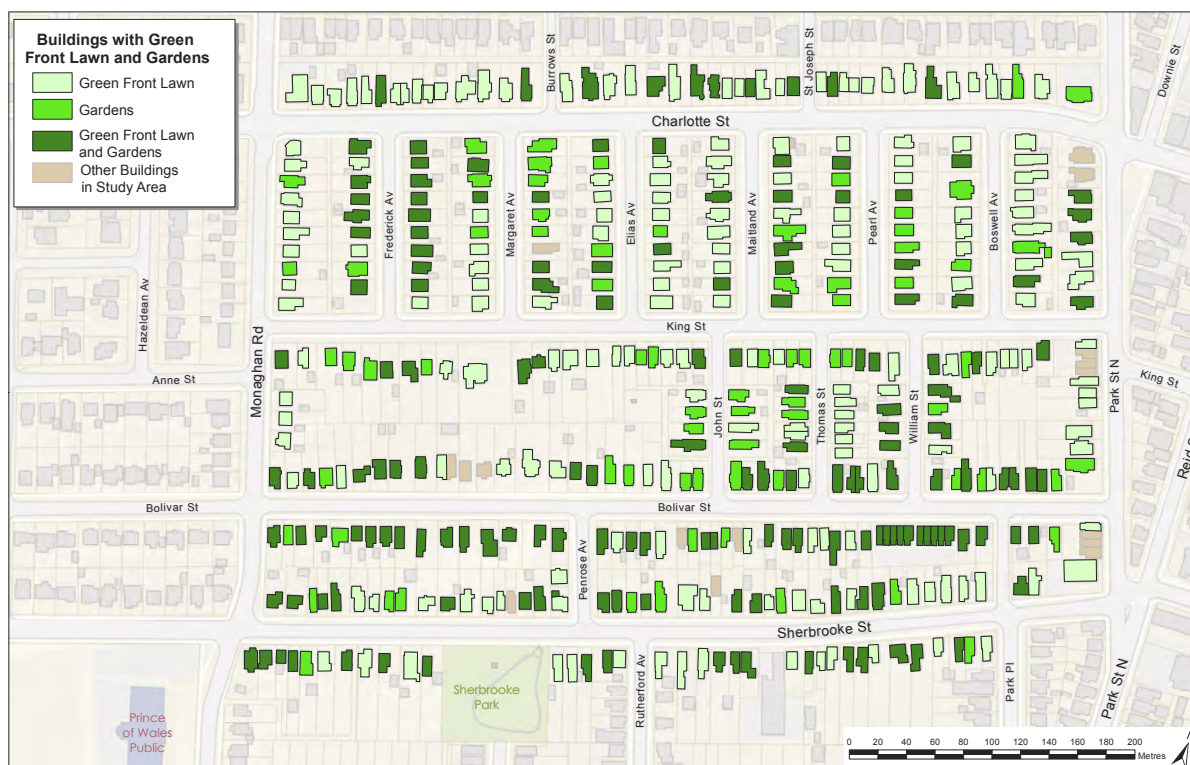 Buildings with Green
Front Lawn and Gardens
Green Front Lawn
Gardens
Green Front Lawn
and Gardens
Other Buildings
in Study Area
Burrows St
St Joseph St
Downie St
Charlotte St
Frederick Av
Margaret Av
Elias Av
Maitland Av
Pearl Av
Boswell Av
Hazeldean Av
Monaghan Rd
King St
Anne St
John St
Thomas St
William St
Park St N
King St
Bolivar St
Bolivar St
Penrose Av
Sherbrooke St
Sherbrooke
Park
Rutherford Av
Park Pl
Park St N
Prince
of Wales
Public
0 20 40 60 80 100 120 140 160 180 200
Metres